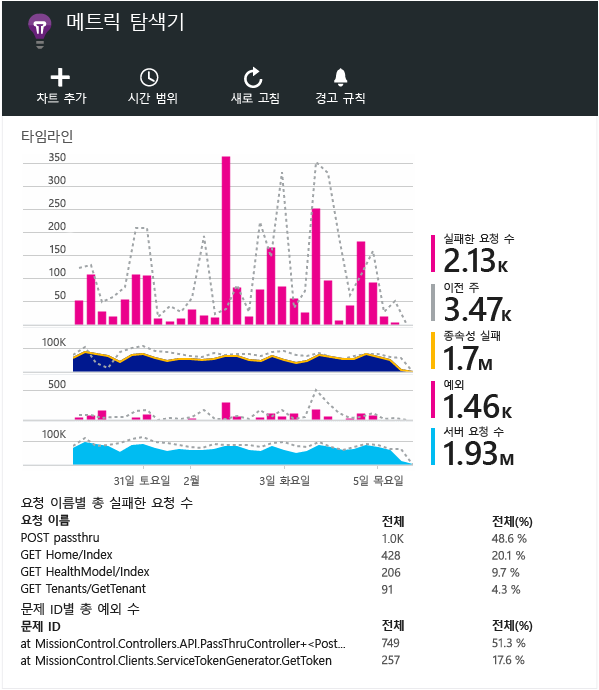 메트릭 탐색기
차트 추가 시간 범위 새로 고침 경고 규칙
타임라인
350
300
250
200
150
100
50
100K
500
100K
31일 토요일 2월 3일 화요일 5일 목요일
실패한 요청 수
2.13K
이전 주
3.47K
종속성 실패
1.7M
예외
1.46K
서버 요청 수
1.93M
요청 이름별 총 실패한 요청 수
요청 이름 전체 전체(%)
POST passthru 1.0K 48.6 %
GET Home/Index 428 20.1 %
GET HealthModel/Index 206 9.7 %
GET Tenants/GetTenant 91 4.3 %
문제 ID별 총 예외 수
문제 ID 전체 전체(%)
at MissionControl.Controllers.API.PassThruController+<Post... 749 51.3 %
at MissionControl.Clients.ServiceTokenGenerator.GetToken 257 17.6 %